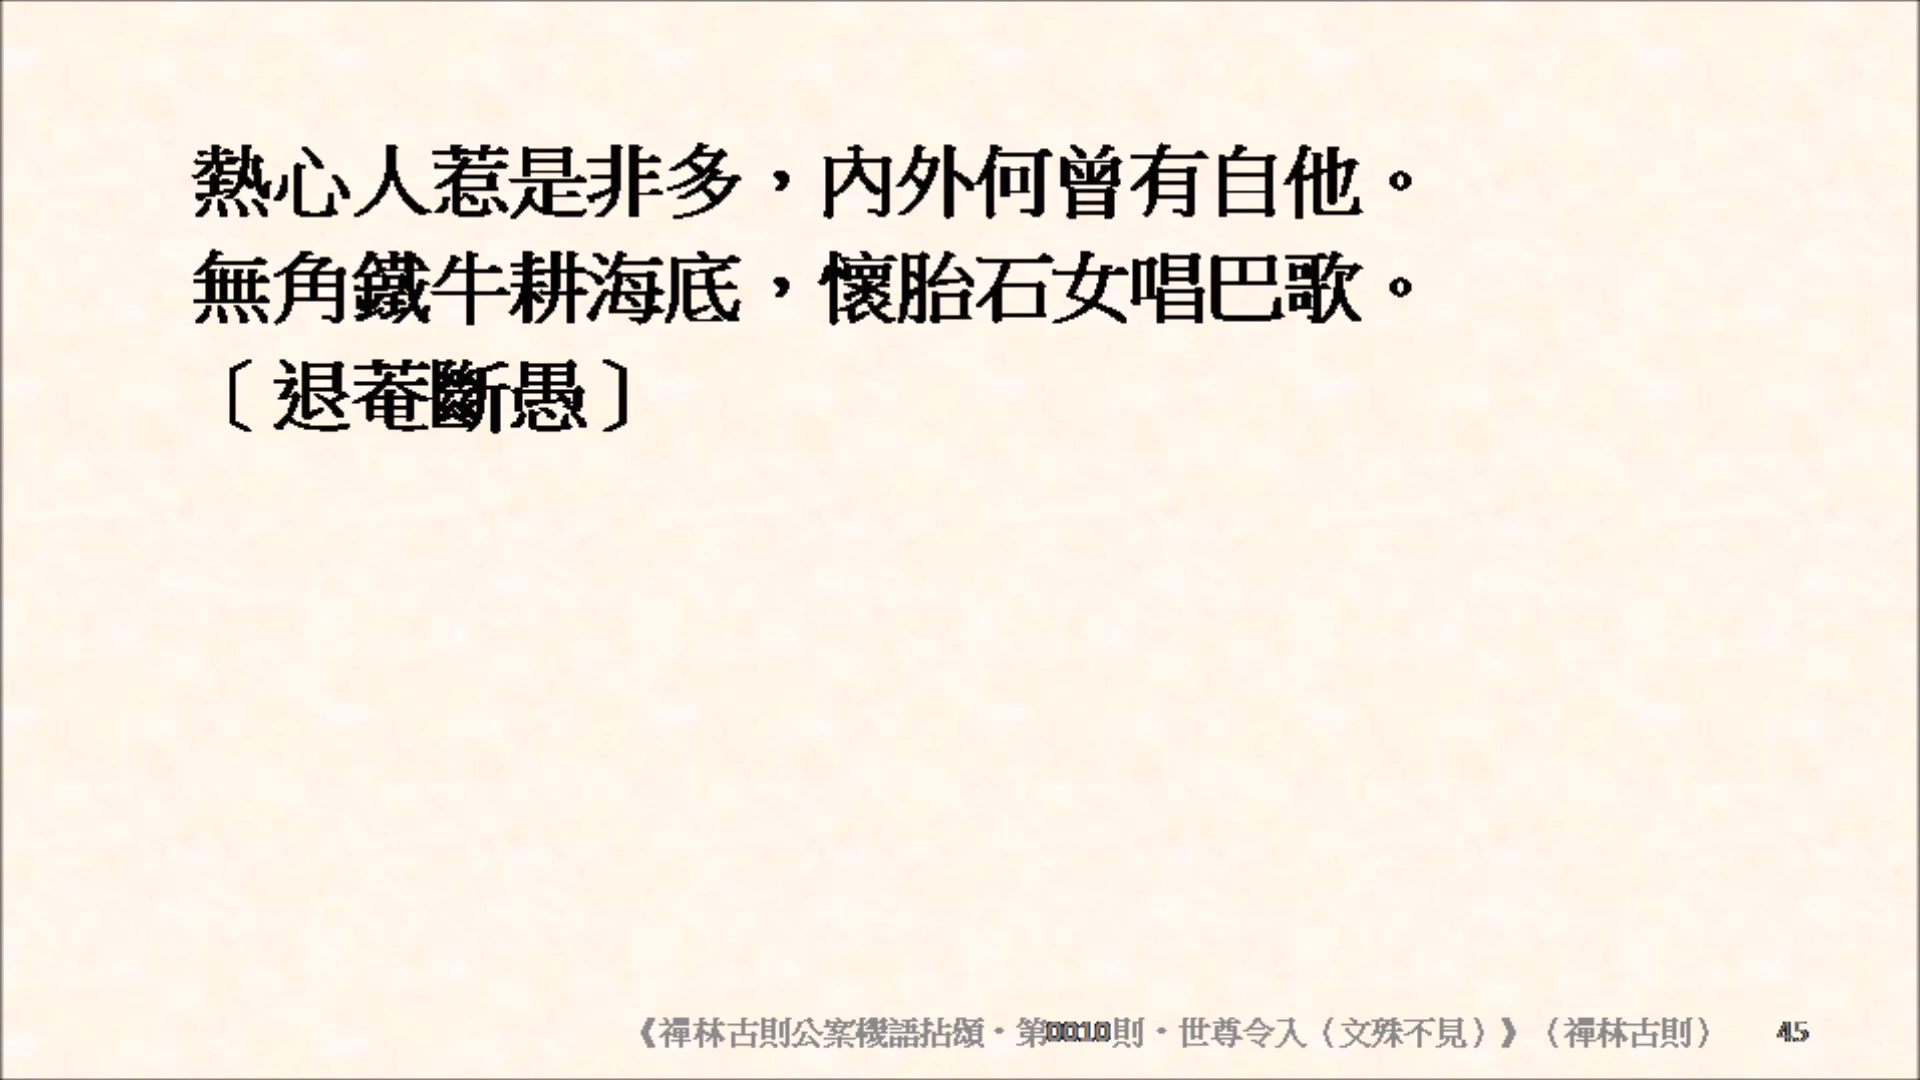 熱心人惹是非多，內外何曾有自他。
無角鐵牛耕海底，懷胎石女唱巴歌。
〔退菴斷愚〕
《禪林古則公案機語拈頌・第0010則・世尊令入（文殊不見）》（禪林古則） 45